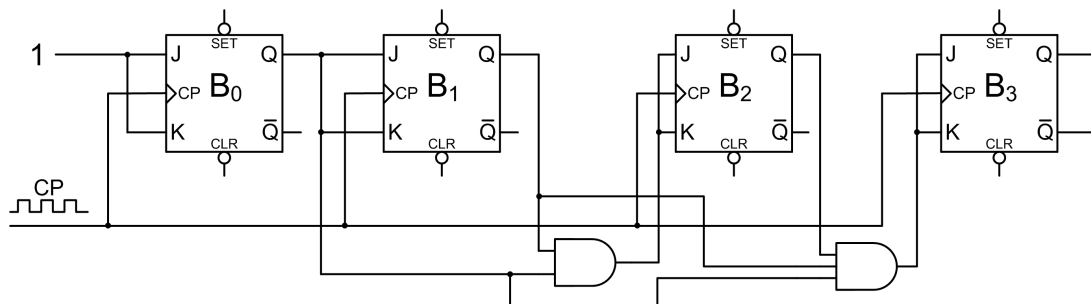 SET SET SET SET
1 J Q J Q J Q J Q
CP B₀ CP B₁ CP B₂ CP B₃
K Q̅ K Q̅ K Q̅ K Q̅
CLR CLR CLR CLR
CP